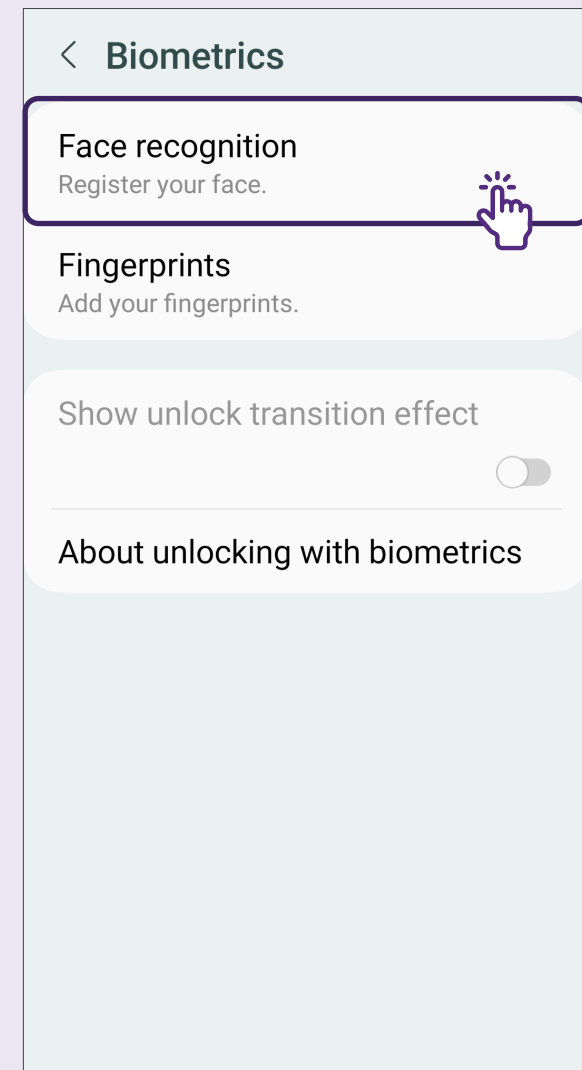 Biometrics
Face recognition
Register your face.
Fingerprints
Add your fingerprints.
Show unlock transition effect
About unlocking with biometrics